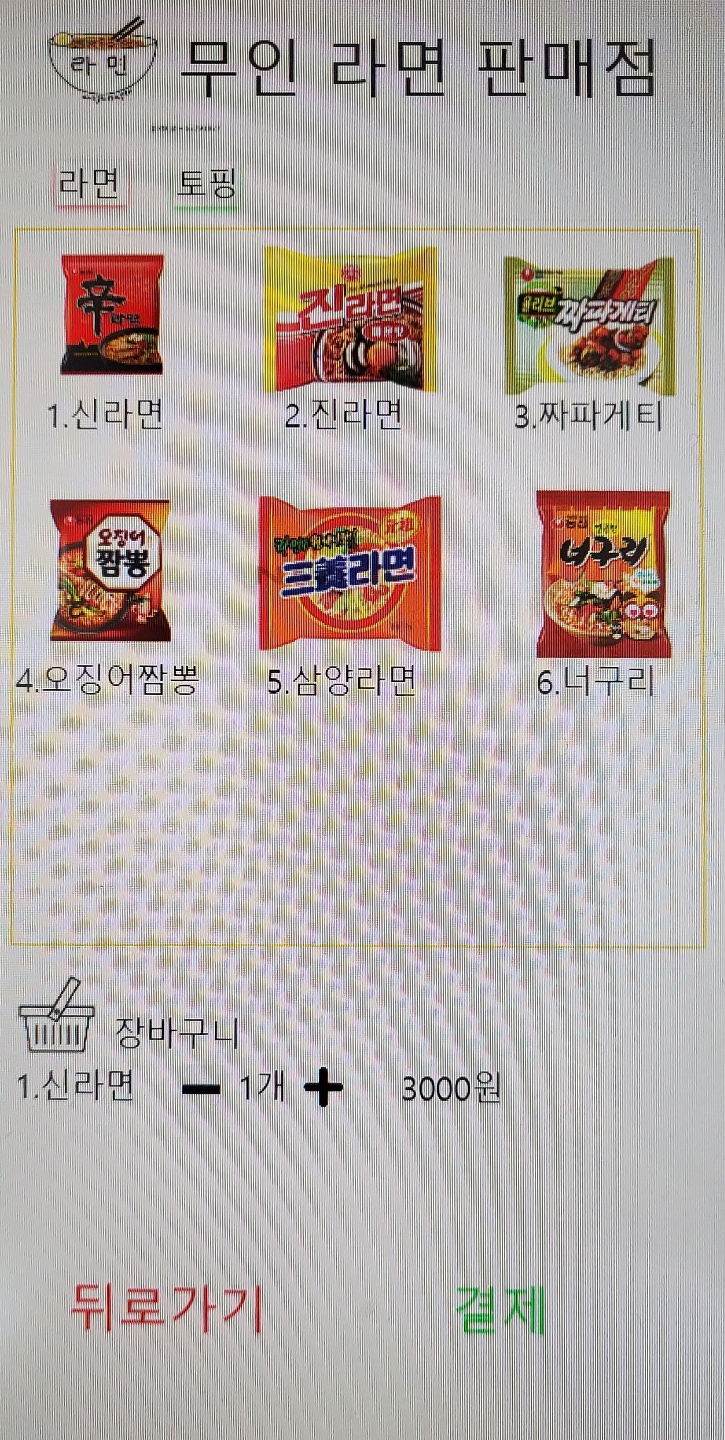 라면
무인 라면 판매점
라면 토핑
辛라면
진라면
올리브 짜파게티
1.신라면 2.진라면 3.짜파게티
오징어
짬뽕
三養라면
너구리
4.오징어짬뽕 5.삼양라면 6.너구리
장바구니
1.신라면 1개 3000원
뒤로가기 결제